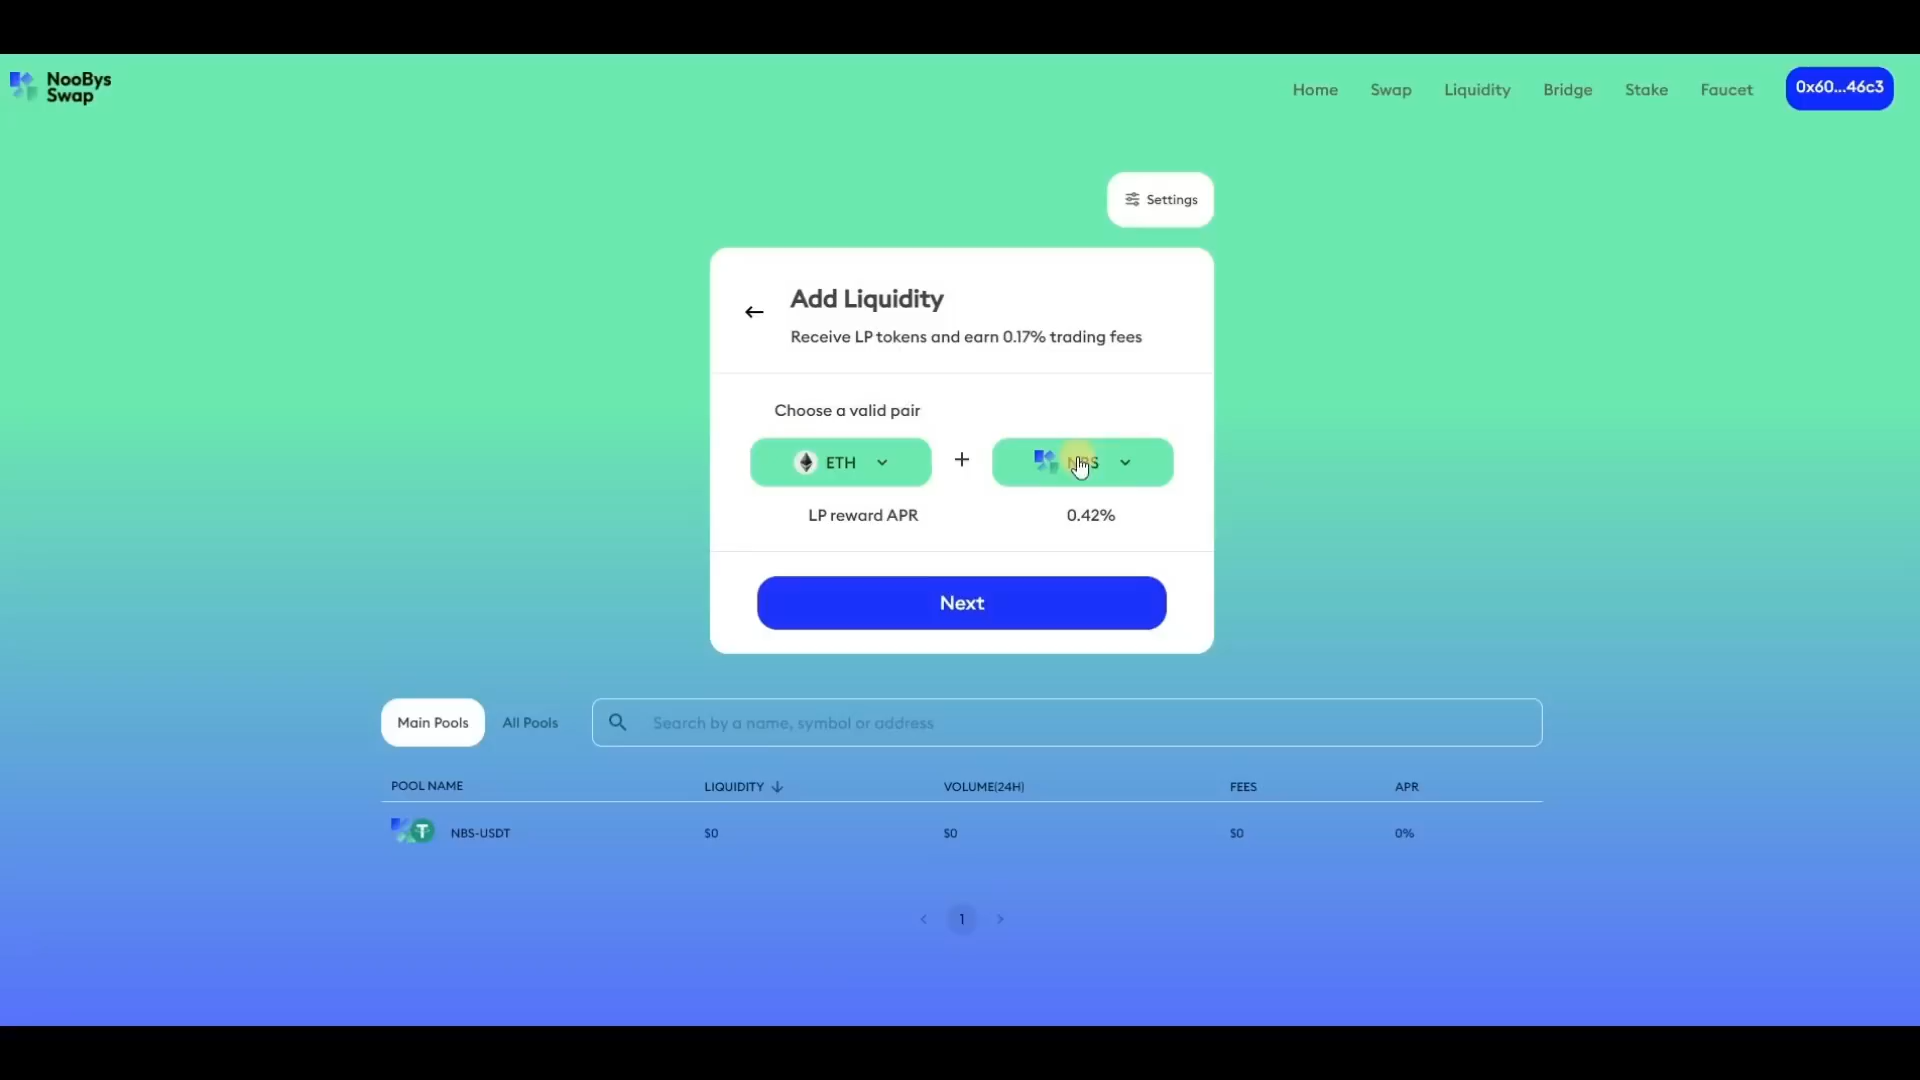 NooBys
Swap
Home Swap Liquidity Bridge Stake Faucet 0x60...46c3
Settings
Add Liquidity
Receive LP tokens and earn 0.17% trading fees
Choose a valid pair
ETH + NBS
LP reward APR 0.42%
Next
Main Pools All Pools Search by a name, symbol or address
POOL NAME LIQUIDITY VOLUME(24H) FEES APR
NBS-USDT $0 $0 $0 0%
1